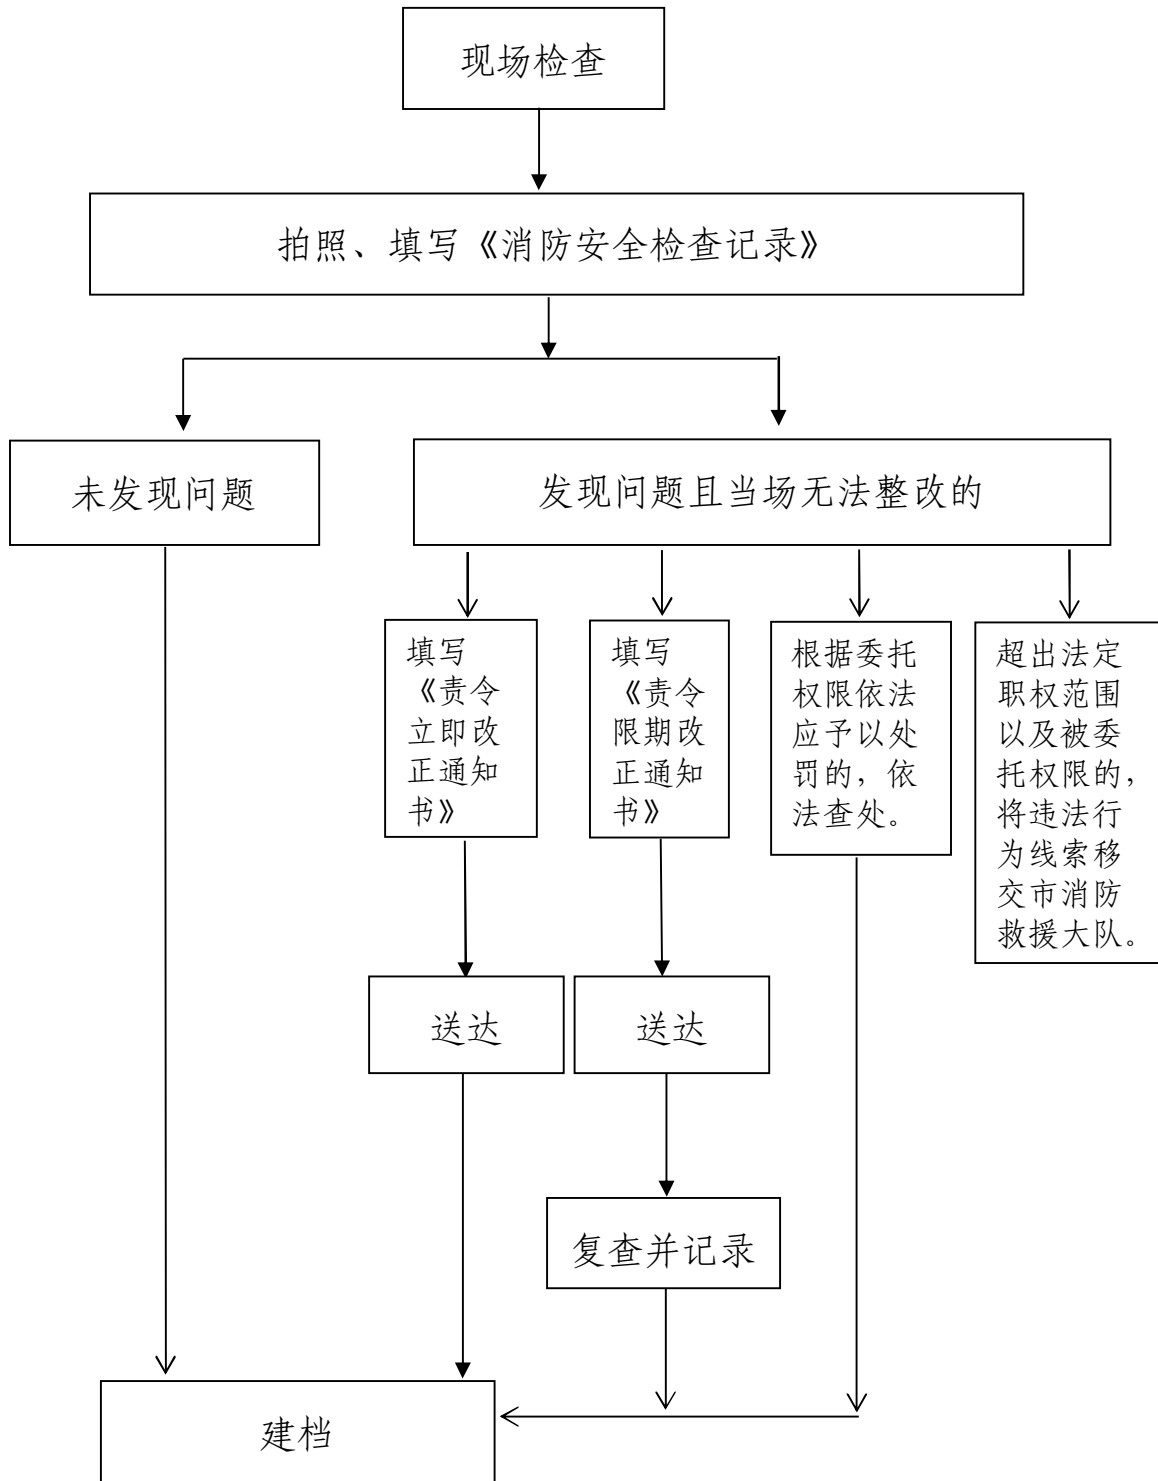 现场检查
拍照、填写《消防安全检查记录》
未发现问题
发现问题且当场无法整改的
填写
《责令
立即改
正通知
书》
填写
《责令
限期改
正通知
书》
根据委托
权限依法
应予以处
罚的，依
法查处。
超出法定
职权范围
以及被委
托权限的，
将违法行
为线索移
交市消防
救援大队。
送达
送达
复查并记录
建档